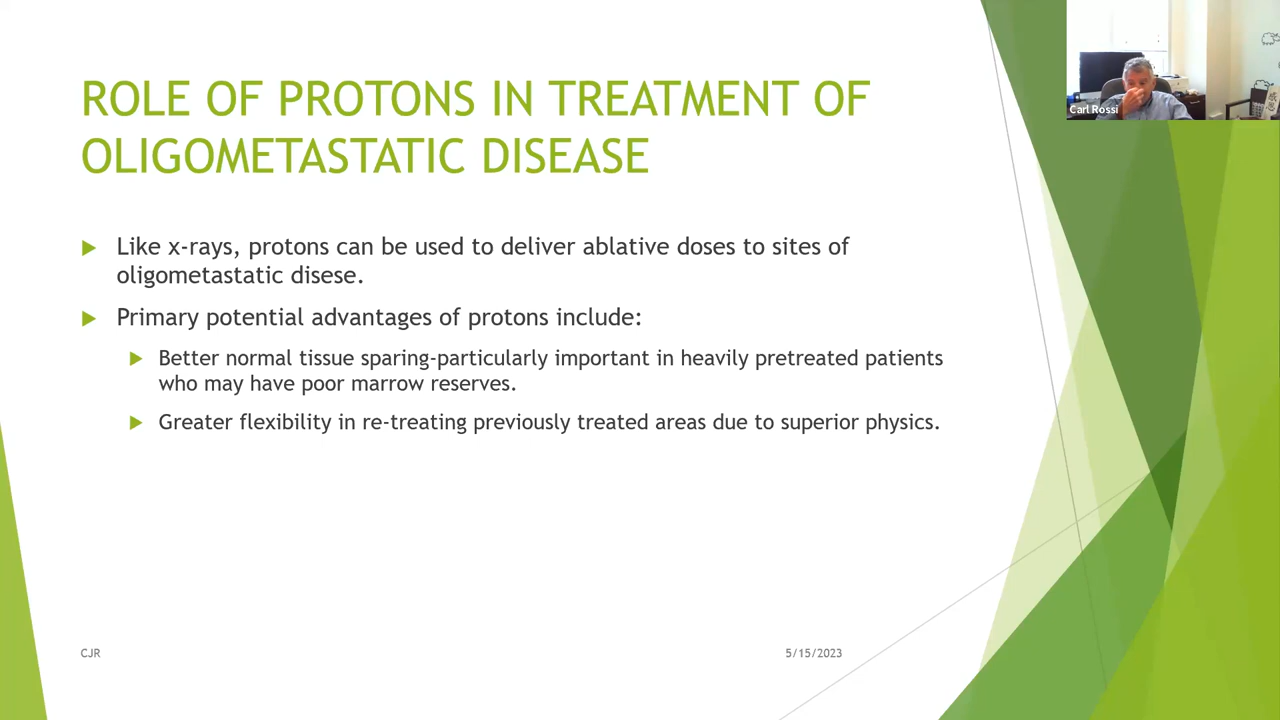 ROLE OF PROTONS IN TREATMENT OF
OLIGOMETASTATIC DISEASE
Carl Rossi
Like x-rays, protons can be used to deliver ablative doses to sites of
oligometastatic disese.
Primary potential advantages of protons include:
Better normal tissue sparing-particularly important in heavily pretreated patients
who may have poor marrow reserves.
Greater flexibility in re-treating previously treated areas due to superior physics.
CJR
5/15/2023